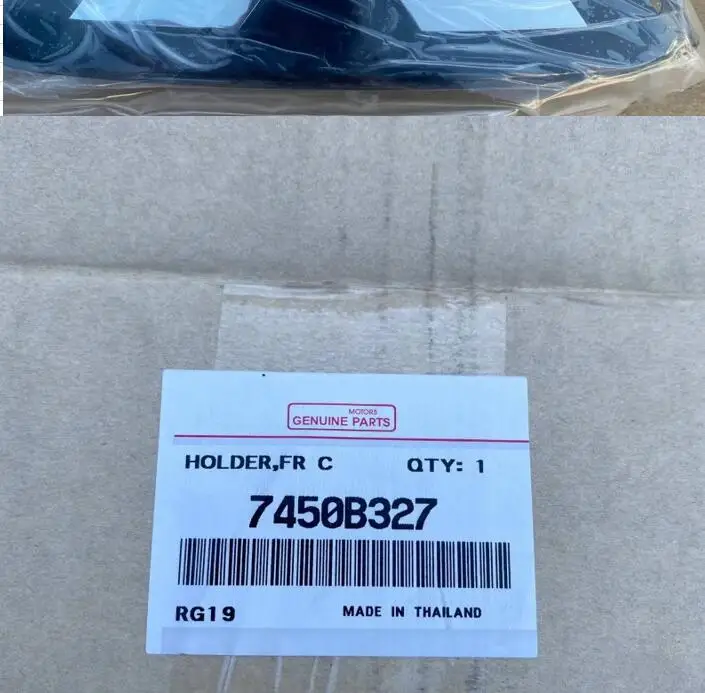 MOTORS
GENUINE PARTS
HOLDER,FR C QTY: 1
7450B327
RG19 MADE IN THAILAND